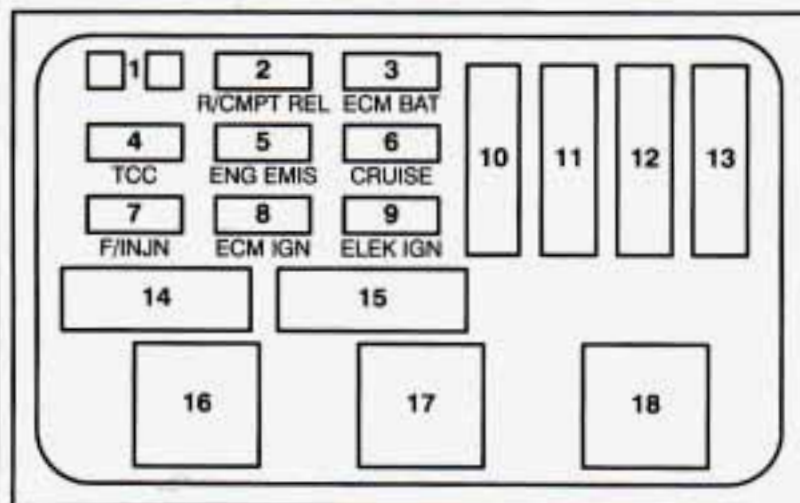 1 2 3
R/CMPT REL ECM BAT
4 5 6
TCC ENG EMIS CRUISE
7 8 9
F/INJN ECM IGN ELEK IGN
10 11 12 13
14 15
16 17 18